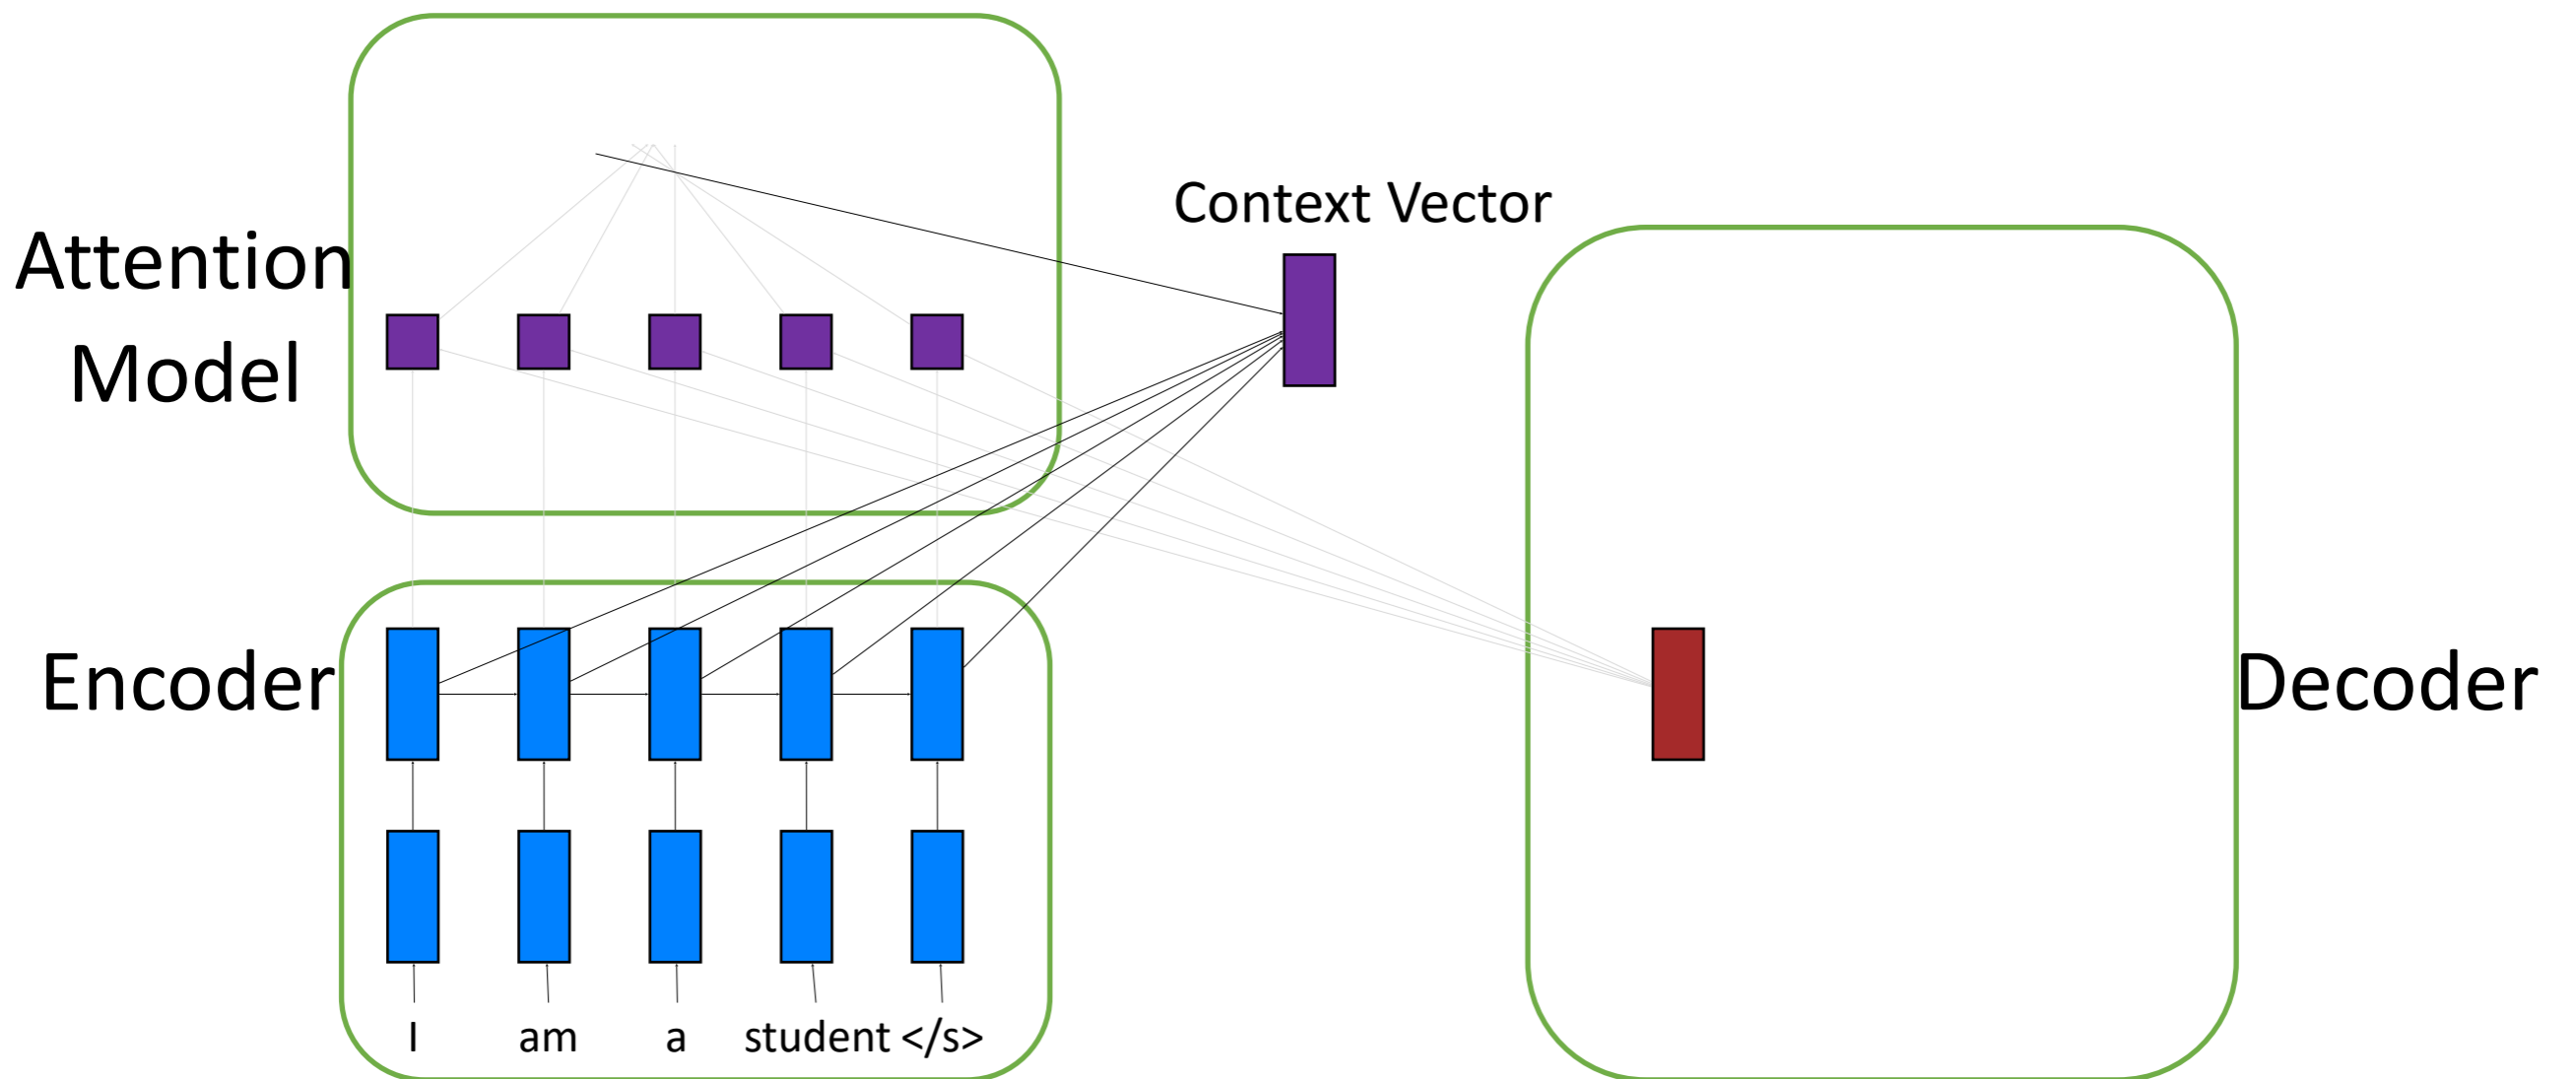 Attention
Model
Context Vector
Encoder
Decoder
I am a student </s>